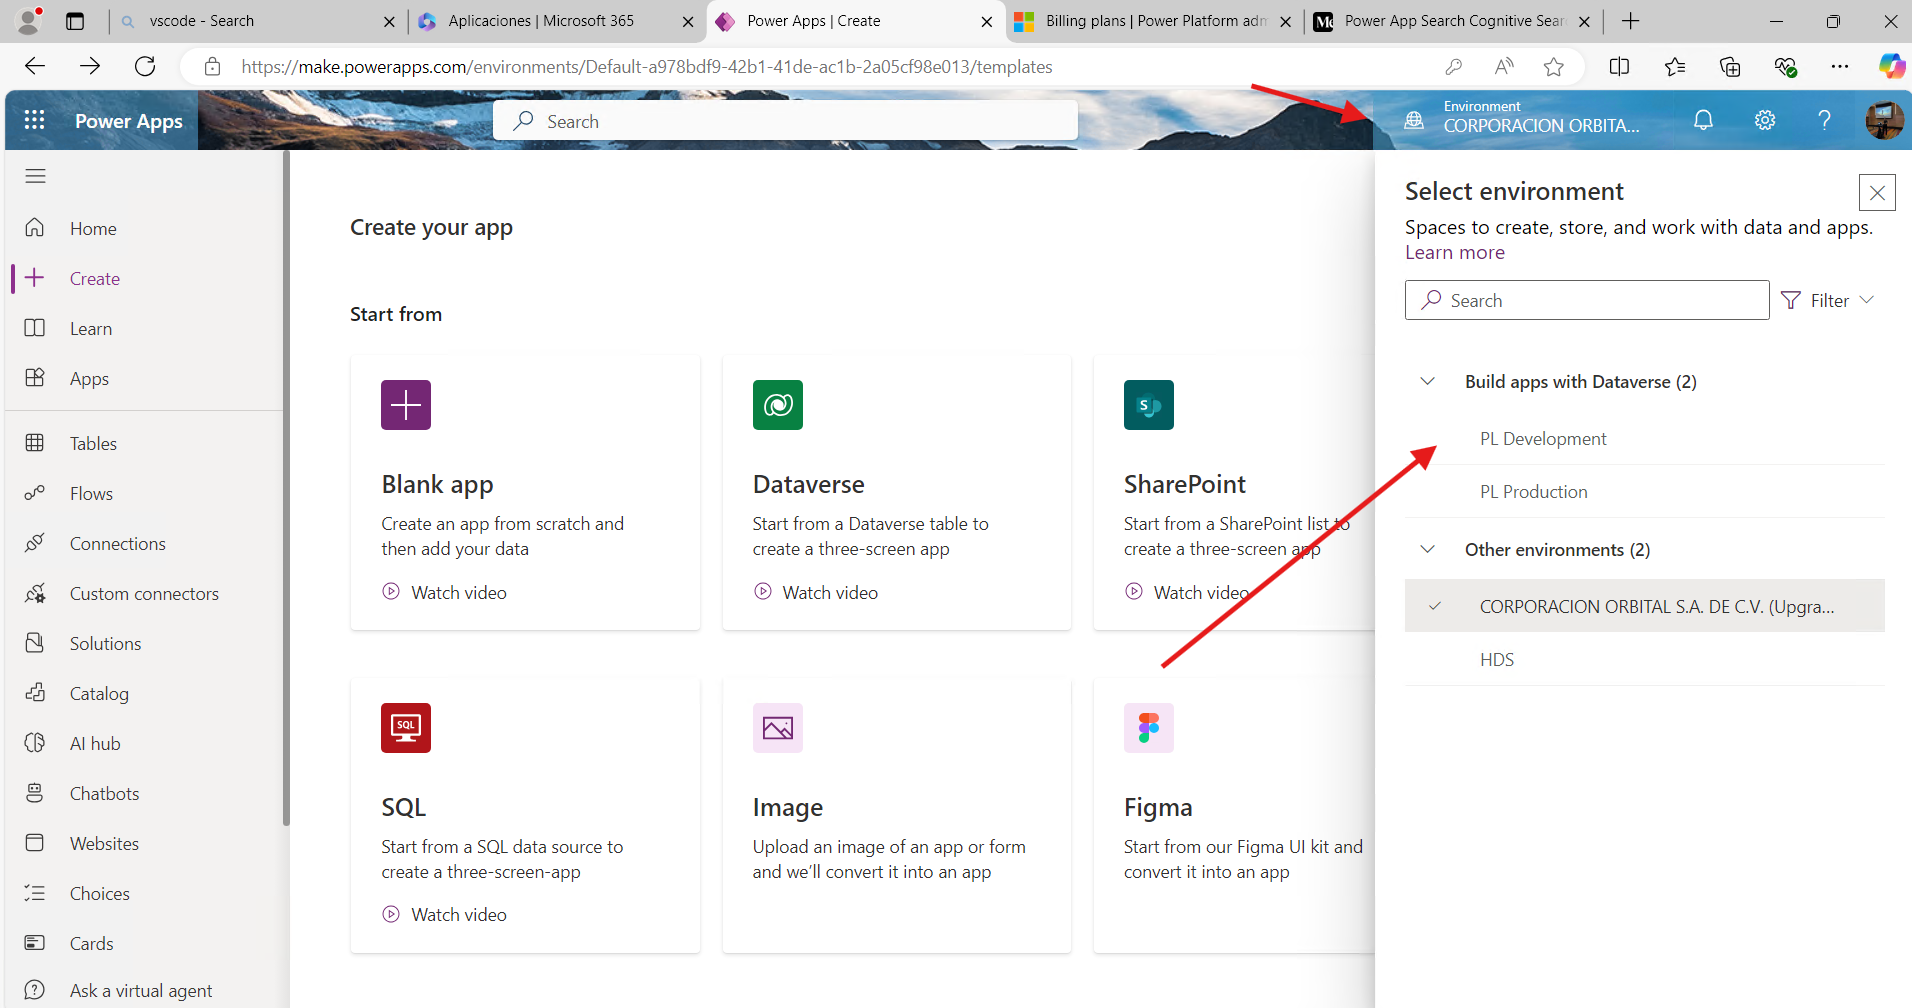 vscode - Search
Aplicaciones | Microsoft 365
Power Apps | Create
Billing plans | Power Platform adm
Power App Search Cognitive Sear
https://make.powerapps.com/environments/Default-a978bdf9-42b1-41de-ac1b-2a05cf98e013/templates
Power Apps
Search
Environment
CORPORACION ORBITA...
Home
Create
Learn
Apps
Tables
Flows
Connections
Custom connectors
Solutions
Catalog
AI hub
Chatbots
Websites
Choices
Cards
Ask a virtual agent
Create your app
Start from
Blank app
Create an app from scratch and
then add your data
Watch video
Dataverse
Start from a Dataverse table to
create a three-screen app
Watch video
S
SharePoint
Start from a SharePoint list to
create a three-screen app
Watch video
SQL
SQL
Start from a SQL data source to
create a three-screen-app
Watch video
Image
Upload an image of an app or form
and we’ll convert it into an app
Figma
Start from our Figma UI kit and
convert it into an app
Select environment
Spaces to create, store, and work with data and apps.
Learn more
Search
Filter
Build apps with Dataverse (2)
PL Development
PL Production
Other environments (2)
CORPORACION ORBITAL S.A. DE C.V. (Upgra...
HDS